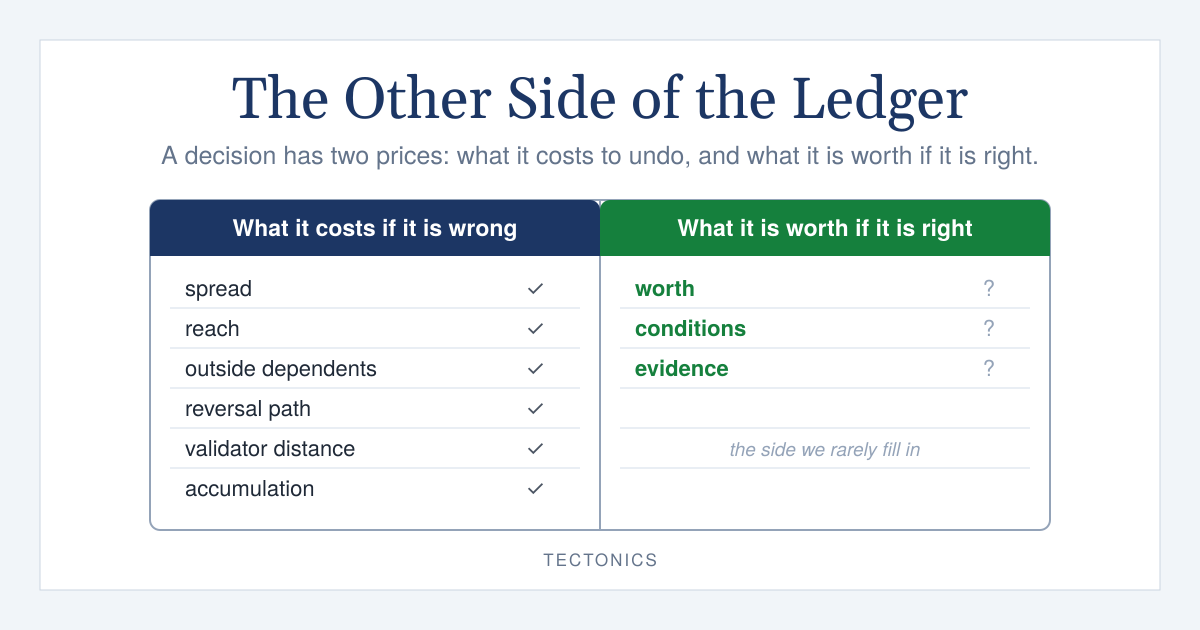 The Other Side of the Ledger
A decision has two prices: what it costs to undo, and what it is worth if it is right.
What it costs if it is wrong
What it is worth if it is right
spread ✓
worth ?
reach ✓
conditions ?
outside dependents ✓
evidence ?
reversal path ✓
validator distance ✓
the side we rarely fill in
accumulation ✓
TECTONICS